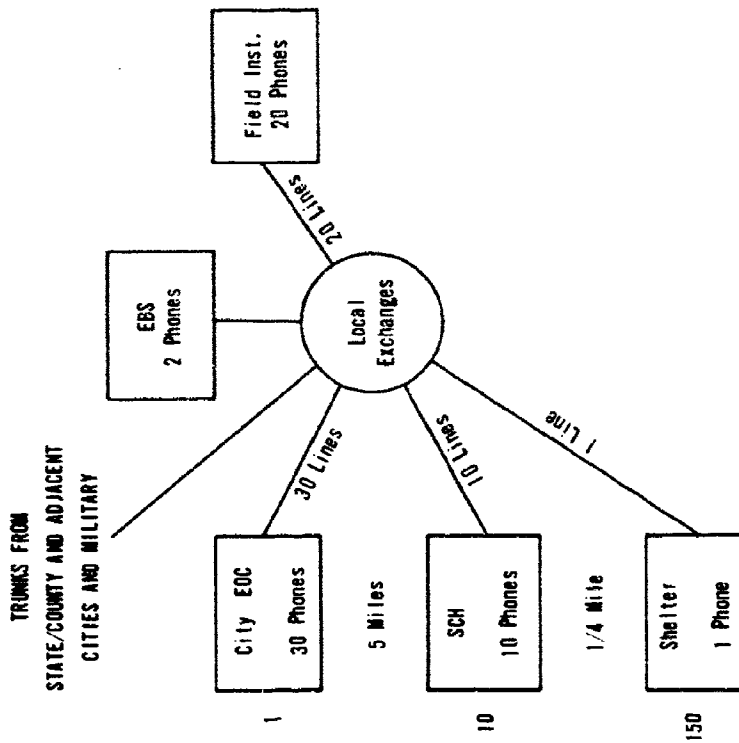 TRUNKS FROM
STATE/COUNTY AND ADJACENT
CITIES AND MILITARY
EBS
2 Phones
Field Inst.
20 Phones
20 Lines
Local
Exchanges
1
City EOC
30 Phones
30 Lines
5 Miles
10
SCH
10 Phones
10 Lines
1/4 Mile
150
Shelter
1 Phone
1 Line